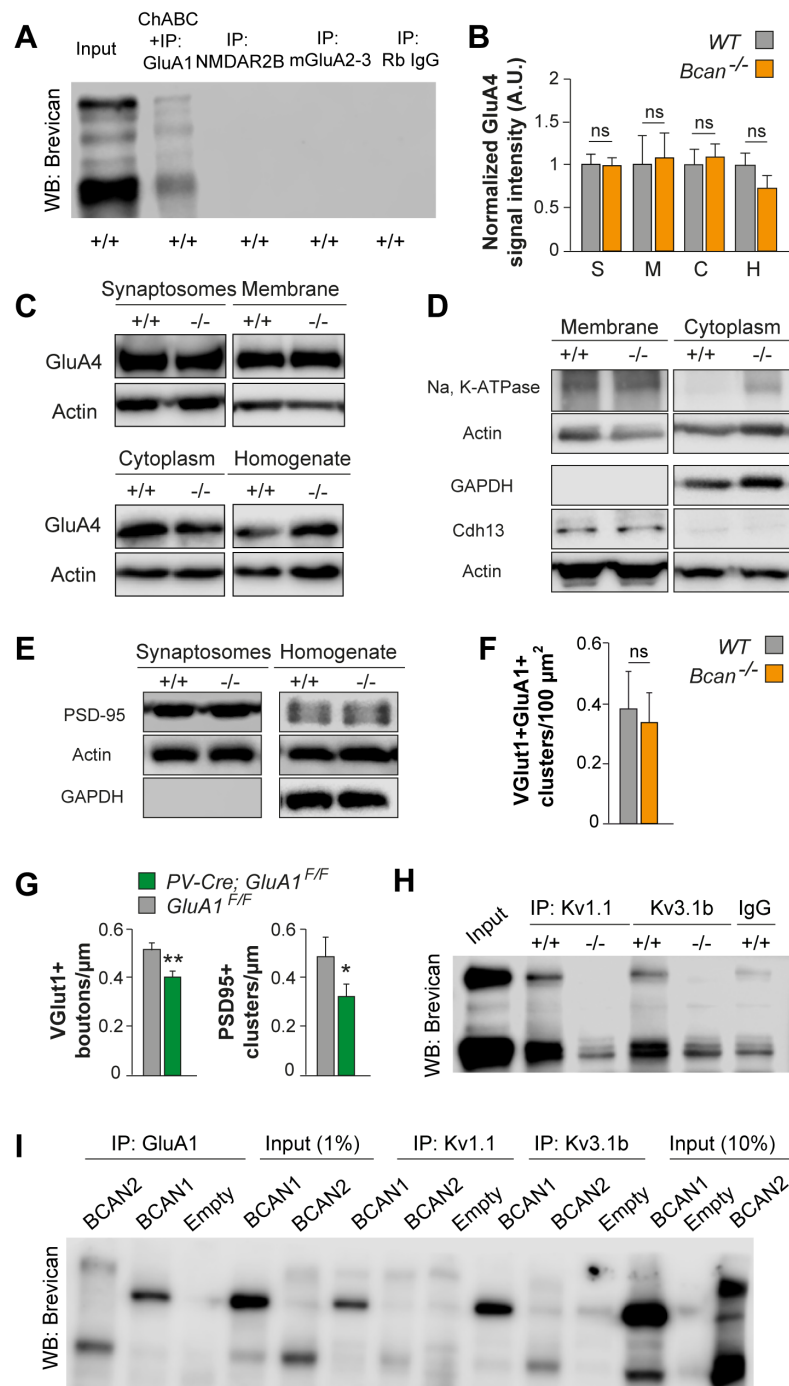 A
Input
ChABC
+IP:
GluA1
IP:
NMDAR2B
IP:
mGluA2-3
IP:
Rb IgG
WB: Brevican
+/+ +/+ +/+ +/+ +/+
B
WT
Bcan-/-
Normalized GluA4
signal intensity (A.U.)
2
1.5
1
0.5
0
ns ns ns ns
S M C H
C
Synaptosomes Membrane
+/+ -/- +/+ -/-
GluA4
Actin
Cytoplasm Homogenate
+/+ -/- +/+ -/-
GluA4
Actin
D
Membrane Cytoplasm
+/+ -/- +/+ -/-
Na, K-ATPase
Actin
GAPDH
Cdh13
Actin
E
Synaptosomes Homogenate
+/+ -/- +/+ -/-
PSD-95
Actin
GAPDH
F
WT
Bcan-/-
VGlut1+GluA1+
clusters/100 µm2
0.6
0.4
0.2
0
ns
G
PV-Cre; GluA1F/F
GluA1F/F
VGlut1+
boutons/µm
0.6
0.4
0.2
0
**
PSD95+
clusters/µm
0.6
0.4
0.2
0
*
H
Input
IP: Kv1.1 Kv3.1b IgG
+/+ -/- +/+ -/- +/+
WB: Brevican
I
IP: GluA1 Input (1%) IP: Kv1.1 IP: Kv3.1b Input (10%)
BCAN2 BCAN1 Empty BCAN1 BCAN2 BCAN1 BCAN2 Empty BCAN1 BCAN2 Empty BCAN1 Empty BCAN2
WB: Brevican